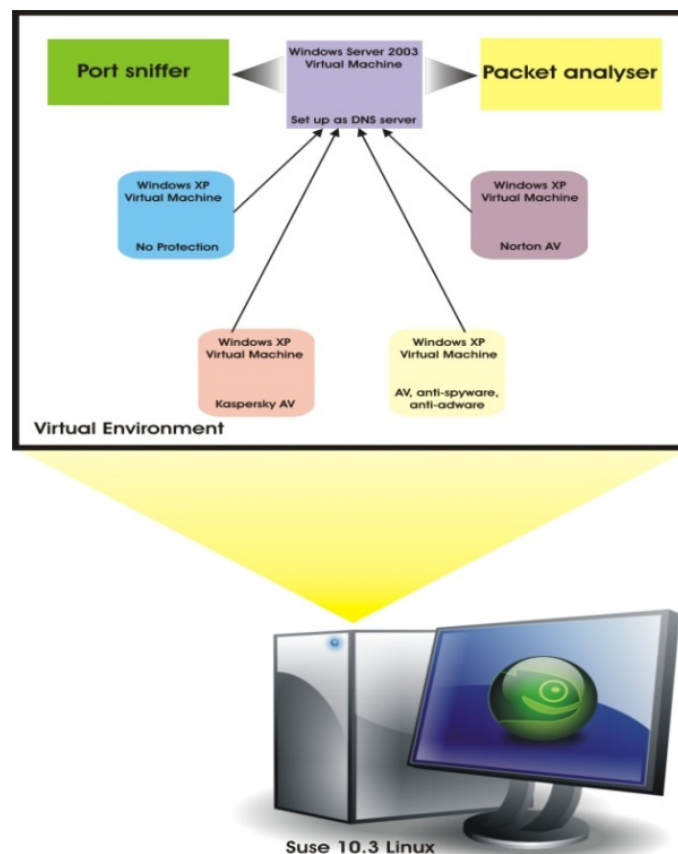 Port sniffer
Windows Server 2003
Virtual Machine
Set up as DNS server
Packet analyser
Windows XP
Virtual Machine
No Protection
Windows XP
Virtual Machine
Norton AV
Windows XP
Virtual Machine
Kaspersky AV
Windows XP
Virtual Machine
AV, anti-spyware,
anti-adware
Virtual Environment
Suse 10.3 Linux